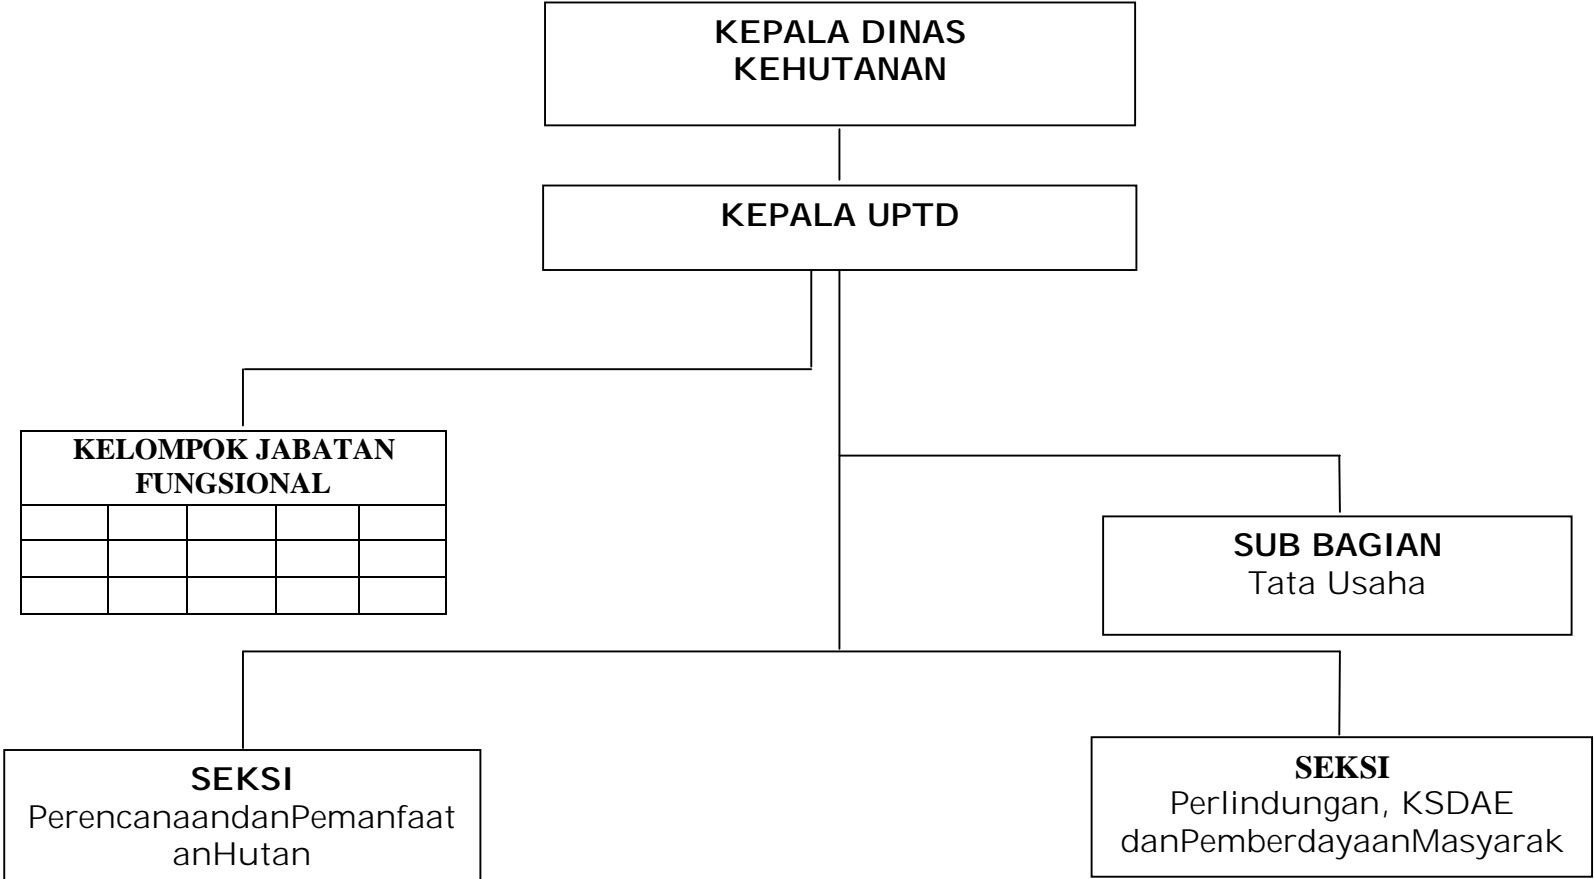 KEPALA DINAS
KEHUTANAN
KEPALA UPTD
KELOMPOK JABATAN
FUNGSIONAL
SUB BAGIAN
Tata Usaha
SEKSI
PerencanaandanPemanfaat
anHutan
SEKSI
Perlindungan, KSDAE
danPemberdayaanMasyarak